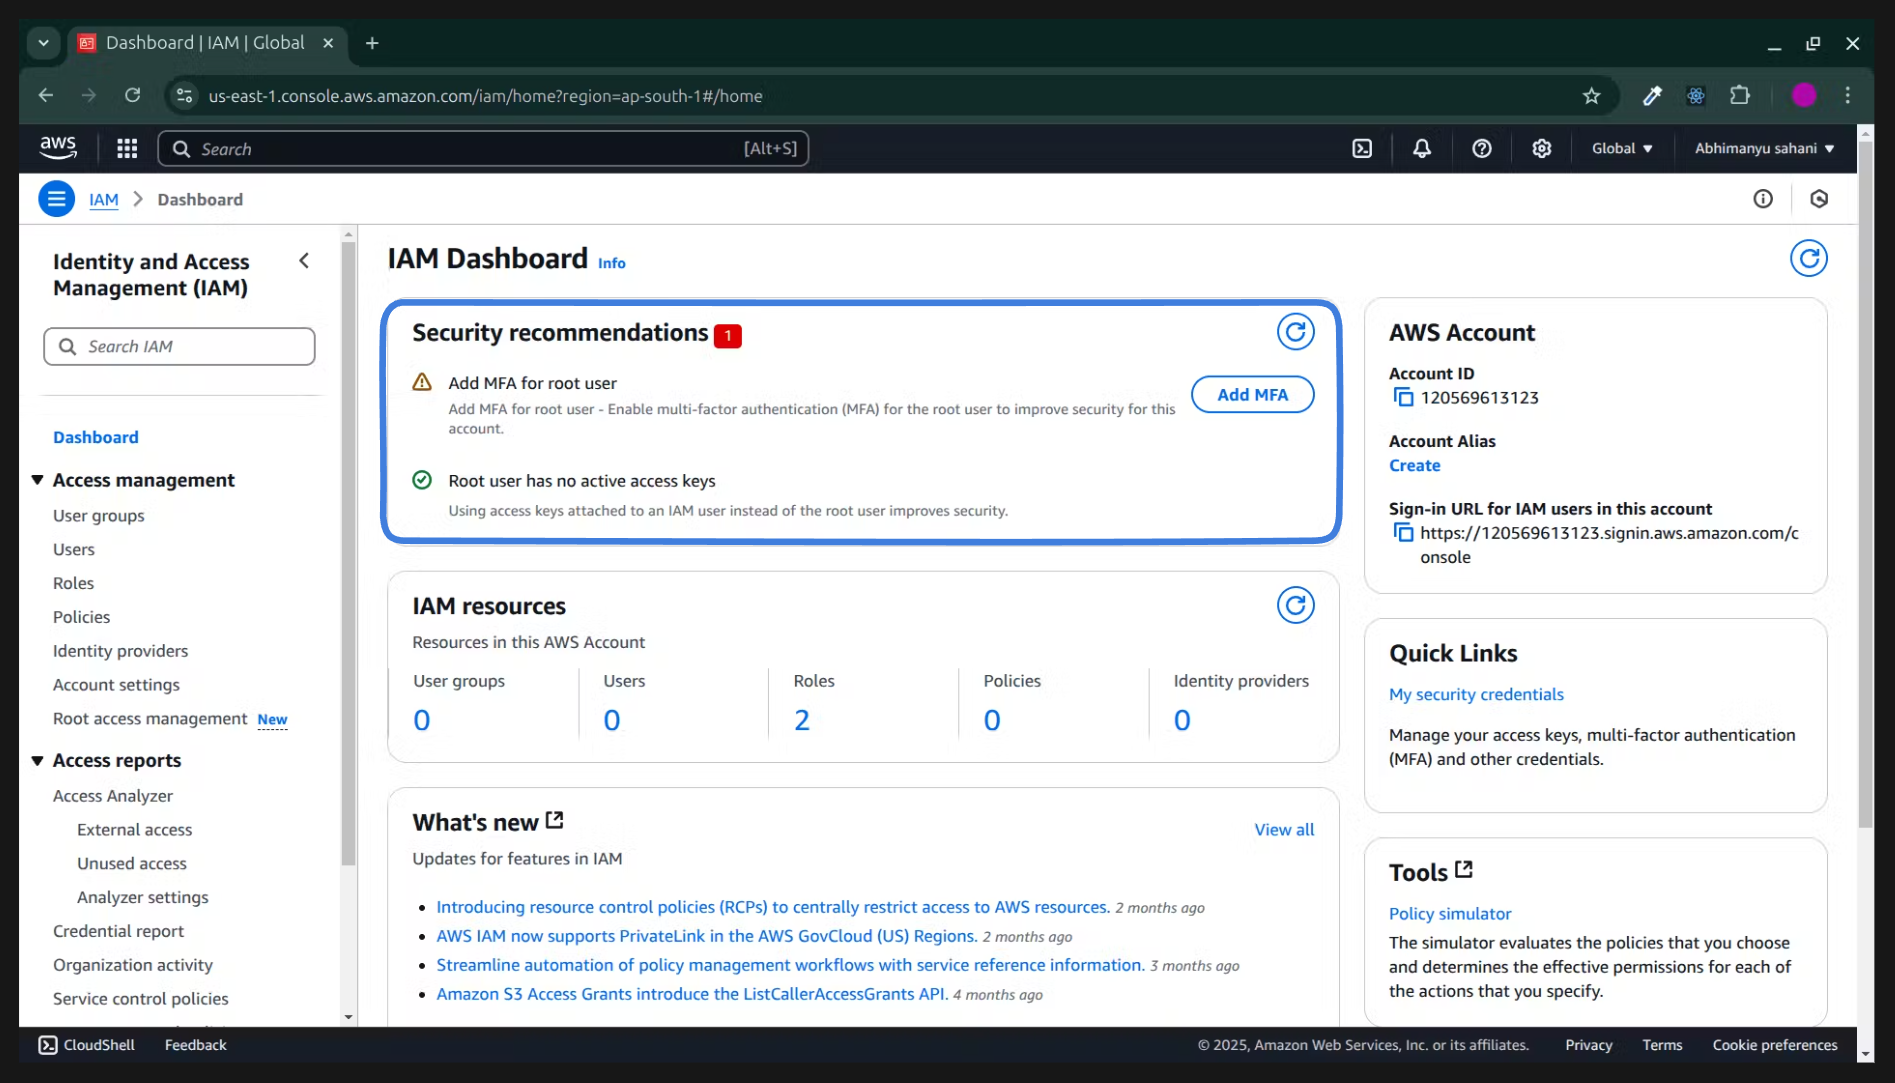 Dashboard | IAM | Global
us-east-1.console.aws.amazon.com/iam/home?region=ap-south-1#/home
aws
Search
[Alt+S]
Global
Abhimanyu sahani
IAM
Dashboard
Identity and Access
Management (IAM)
Search IAM
Dashboard
Access management
User groups
Users
Roles
Policies
Identity providers
Account settings
Root access management New
Access reports
Access Analyzer
External access
Unused access
Analyzer settings
Credential report
Organization activity
Service control policies
IAM Dashboard Info
Security recommendations 1
Add MFA for root user
Add MFA for root user - Enable multi-factor authentication (MFA) for the root user to improve security for this
account.
Add MFA
Root user has no active access keys
Using access keys attached to an IAM user instead of the root user improves security.
IAM resources
Resources in this AWS Account
User groups
0
Users
0
Roles
2
Policies
0
Identity providers
0
What's new
View all
Updates for features in IAM
Introducing resource control policies (RCPs) to centrally restrict access to AWS resources. 2 months ago
AWS IAM now supports PrivateLink in the AWS GovCloud (US) Regions. 2 months ago
Streamline automation of policy management workflows with service reference information. 3 months ago
Amazon S3 Access Grants introduce the ListCallerAccessGrants API. 4 months ago
AWS Account
Account ID
120569613123
Account Alias
Create
Sign-in URL for IAM users in this account
https://120569613123.signin.aws.amazon.com/c
onsole
Quick Links
My security credentials
Manage your access keys, multi-factor authentication
(MFA) and other credentials.
Tools
Policy simulator
The simulator evaluates the policies that you choose
and determines the effective permissions for each of
the actions that you specify.
CloudShell
Feedback
© 2025, Amazon Web Services, Inc. or its affiliates.
Privacy
Terms
Cookie preferences